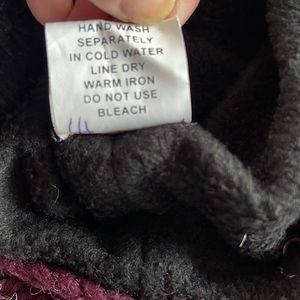 HAND WASH
SEPARATELY
IN COLD WATER
LINE DRY
WARM IRON
DO NOT USE
BLEACH